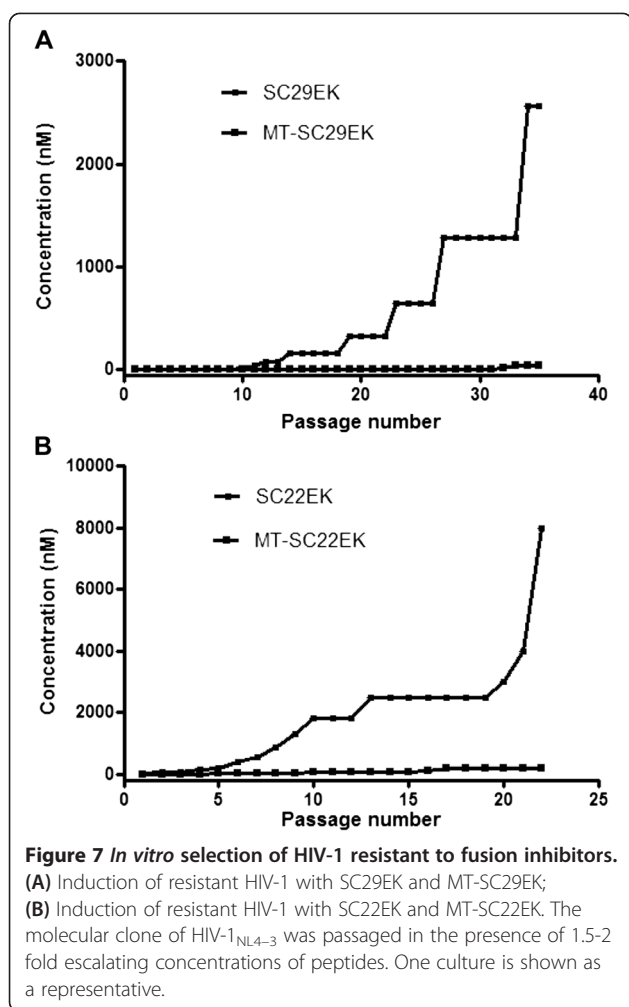 A
Concentration (nM)
3000
2000
1000
0
SC29EK
MT-SC29EK
0 10 20 30 40
Passage number
B
Concentration (nM)
10000
8000
6000
4000
2000
0
SC22EK
MT-SC22EK
0 5 10 15 20 25
Passage number
Figure 7 In vitro selection of HIV-1 resistant to fusion inhibitors.
(A) Induction of resistant HIV-1 with SC29EK and MT-SC29EK;
(B) Induction of resistant HIV-1 with SC22EK and MT-SC22EK. The
molecular clone of HIV-1NL4–3 was passaged in the presence of 1.5-2
fold escalating concentrations of peptides. One culture is shown as
a representative.